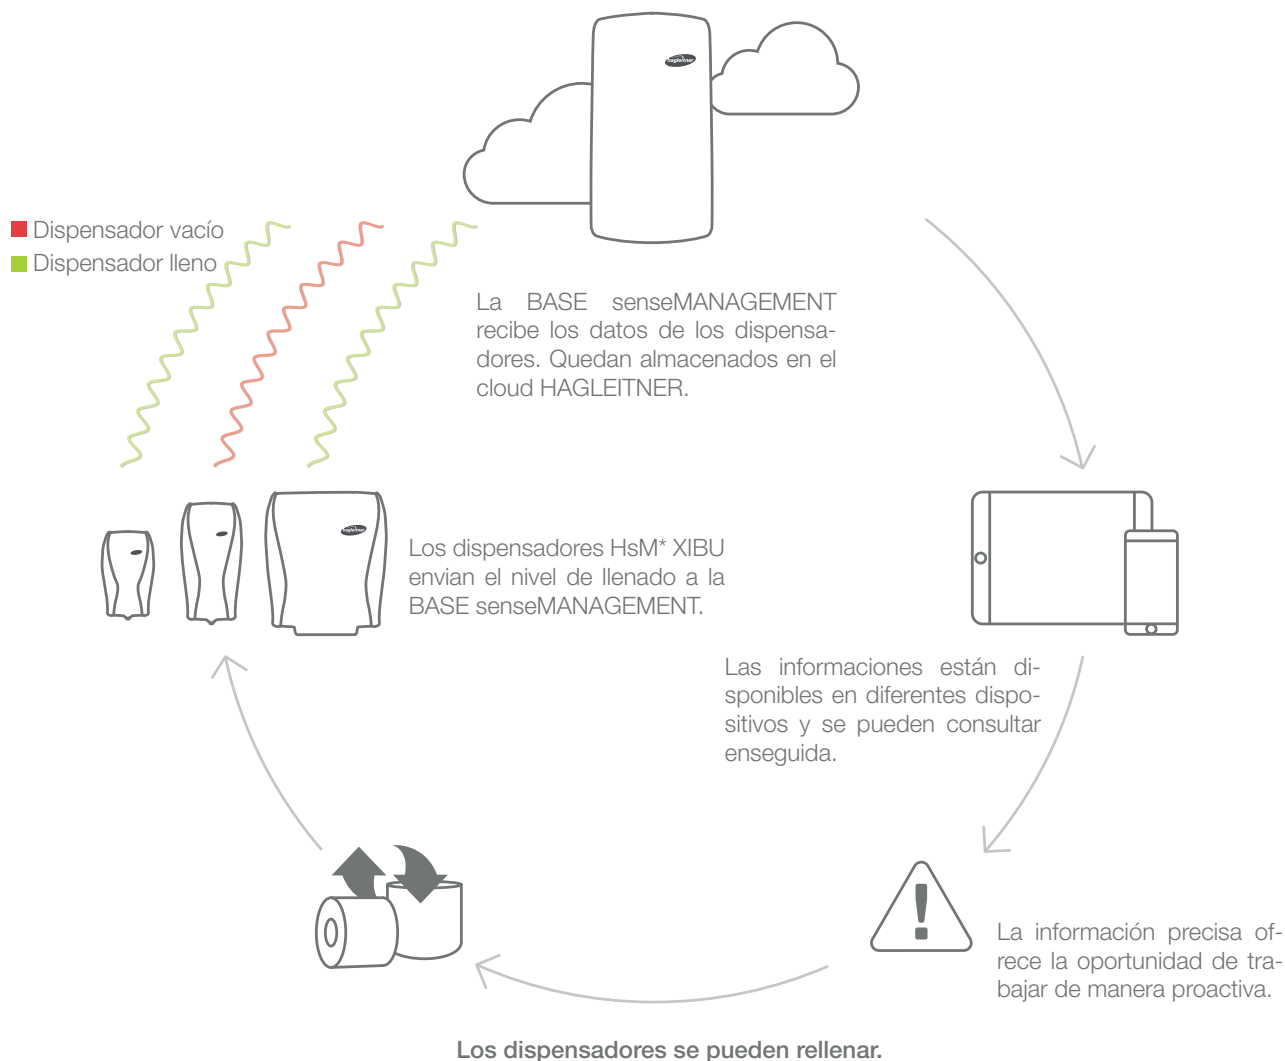 hagleitner
Dispensador vacío
Dispensador lleno
La BASE senseMANAGEMENT
recibe los datos de los dispensa-
dores. Quedan almacenados en el
cloud HAGLEITNER.
hagleitner
Los dispensadores HsM* XIBU
envian el nivel de llenado a la
BASE senseMANAGEMENT.
Las informaciones están di-
sponibles en diferentes dispo-
sitivos y se pueden consultar
enseguida.
La información precisa of-
rece la oportunidad de tra-
bajar de manera proactiva.
Los dispensadores se pueden rellenar.